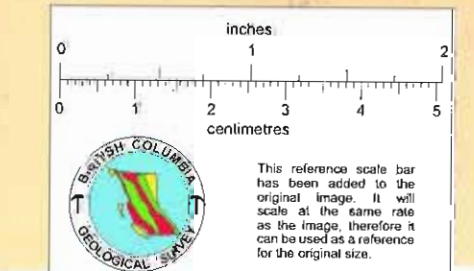 inches
0 1 2
0 1 2 3 4 5
centimetres
BRITISH COLUMBIA
GEOLOGICAL SURVEY
This reference scale bar
has been added to the
original image. It will
scale at the same rate
as the image, therefore it
can be used as a reference
for the original size.